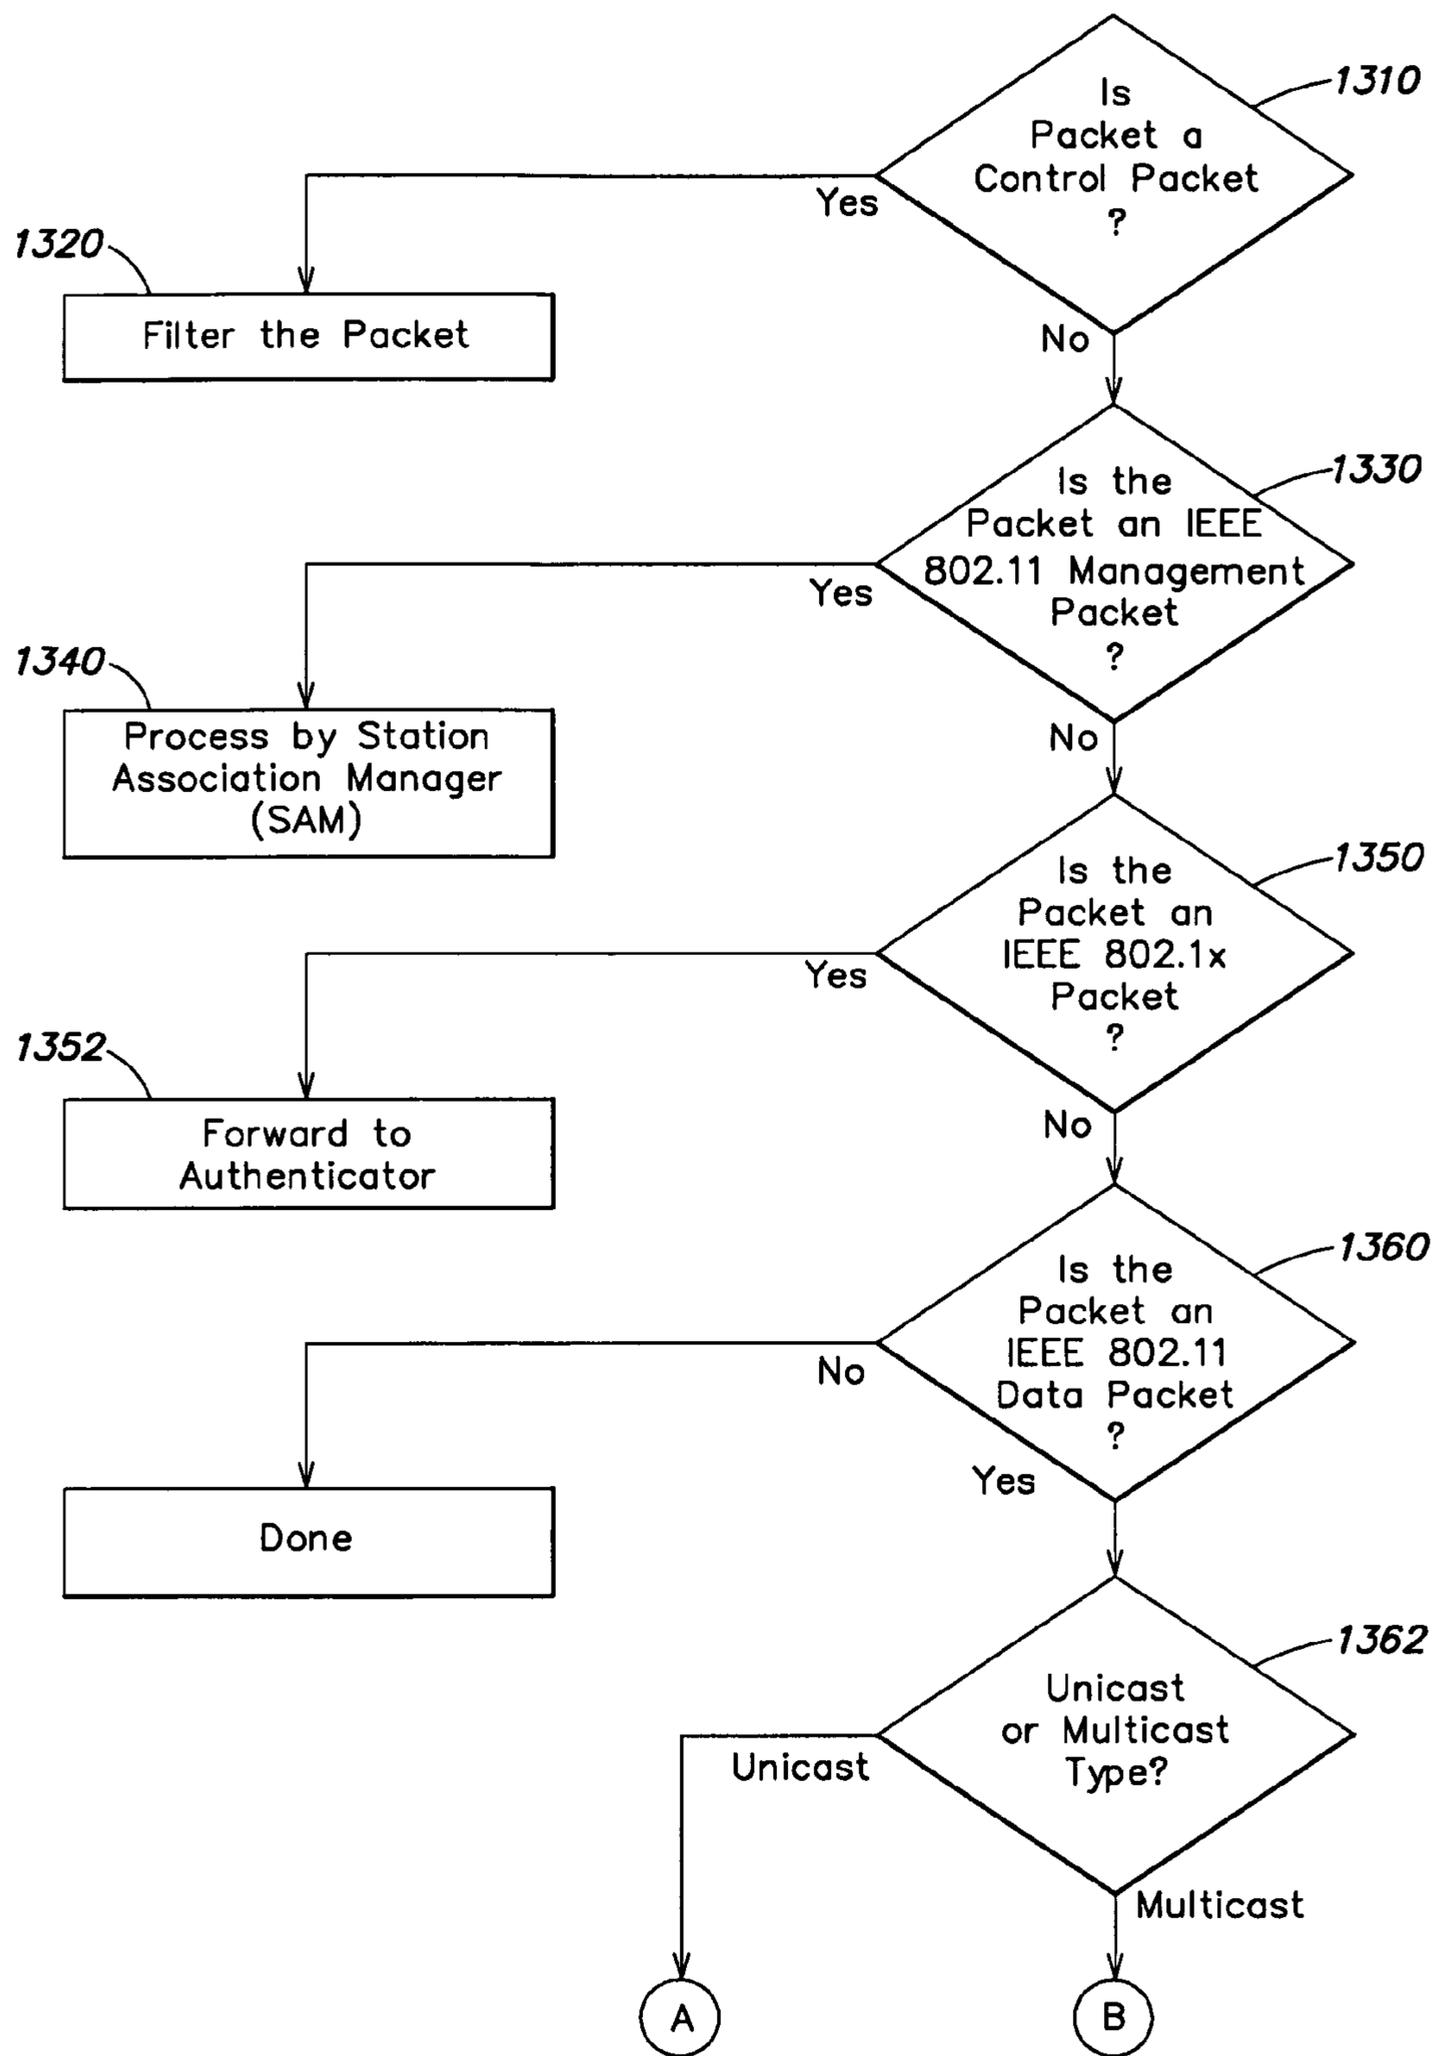 1310
Is
Packet a
Control Packet
?
Yes
No
1320
Filter the Packet
1330
Is the
Packet an IEEE
802.11 Management
Packet
?
Yes
No
1340
Process by Station
Association Manager
(SAM)
1350
Is the
Packet an
IEEE 802.1x
Packet
?
Yes
No
1352
Forward to
Authenticator
1360
Is the
Packet an
IEEE 802.11
Data Packet
?
No
Yes
Done
1362
Unicast
or Multicast
Type?
Unicast
Multicast
A
B